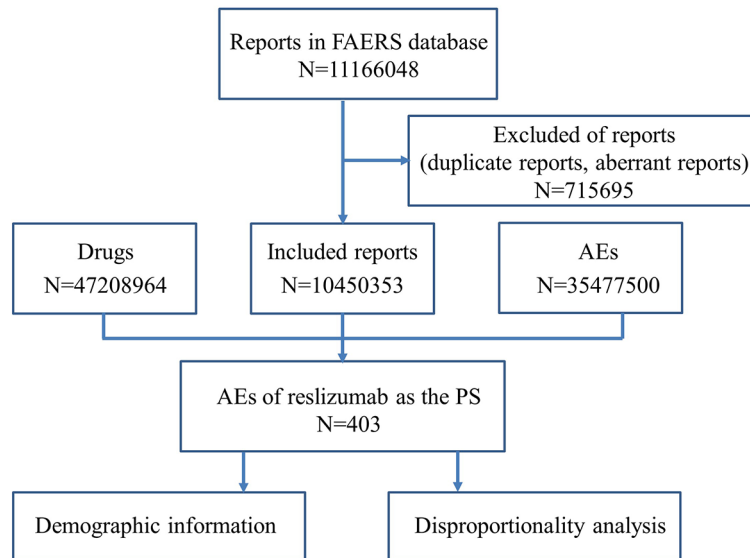 Reports in FAERS database
N=11166048
Excluded of reports
(duplicate reports, aberrant reports)
N=715695
Drugs
N=47208964
Included reports
N=10450353
AEs
N=35477500
AEs of reslizumab as the PS
N=403
Demographic information
Disproportionality analysis